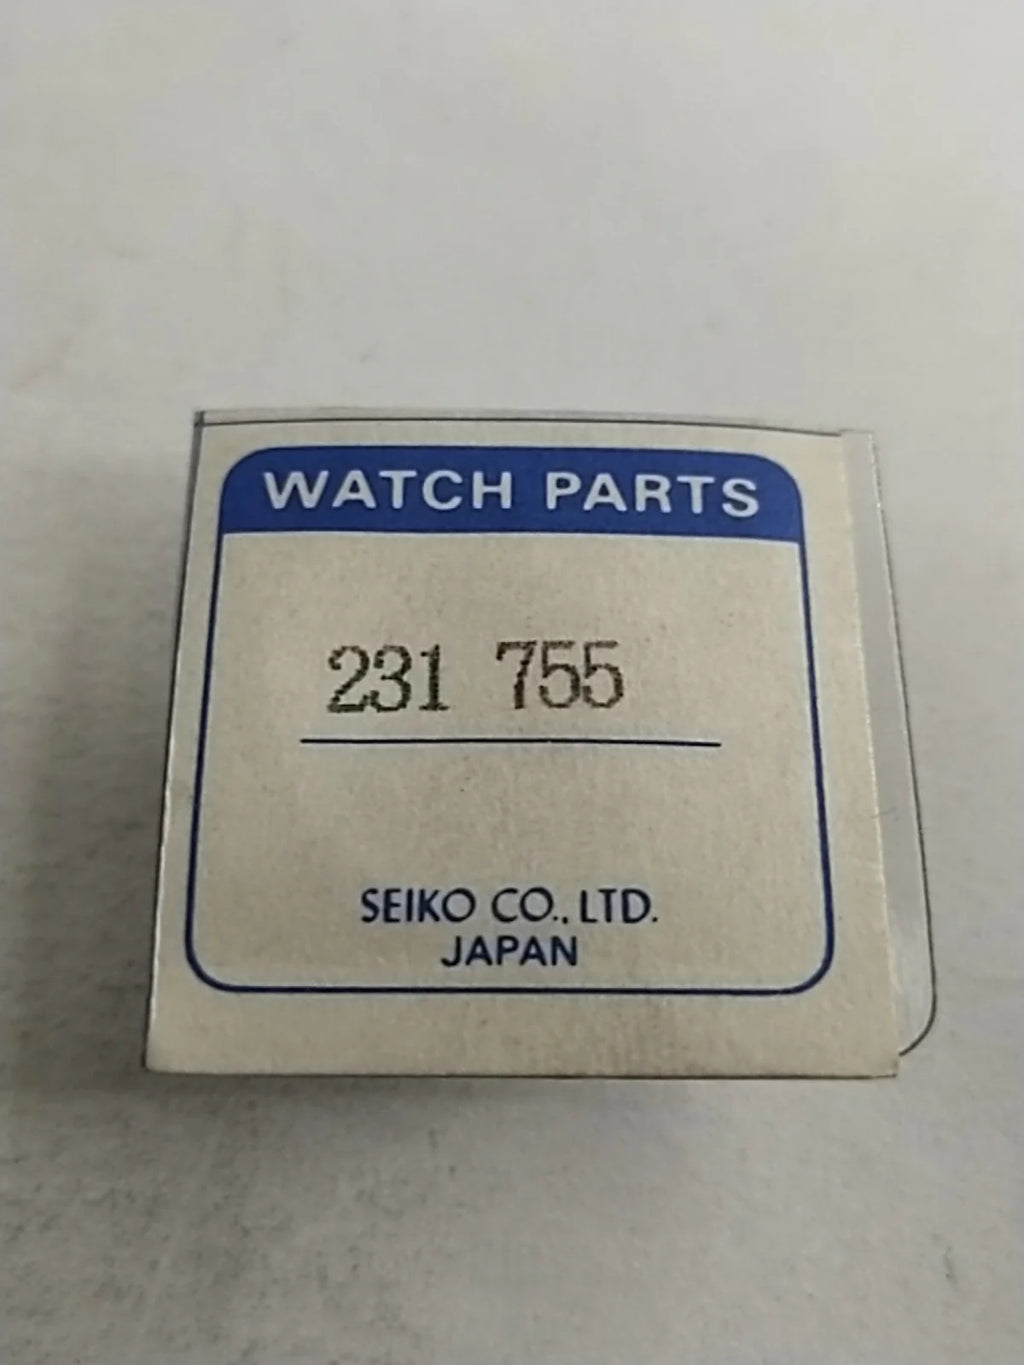 WATCH PARTS
231 755
SEIKO CO., LTD.
JAPAN